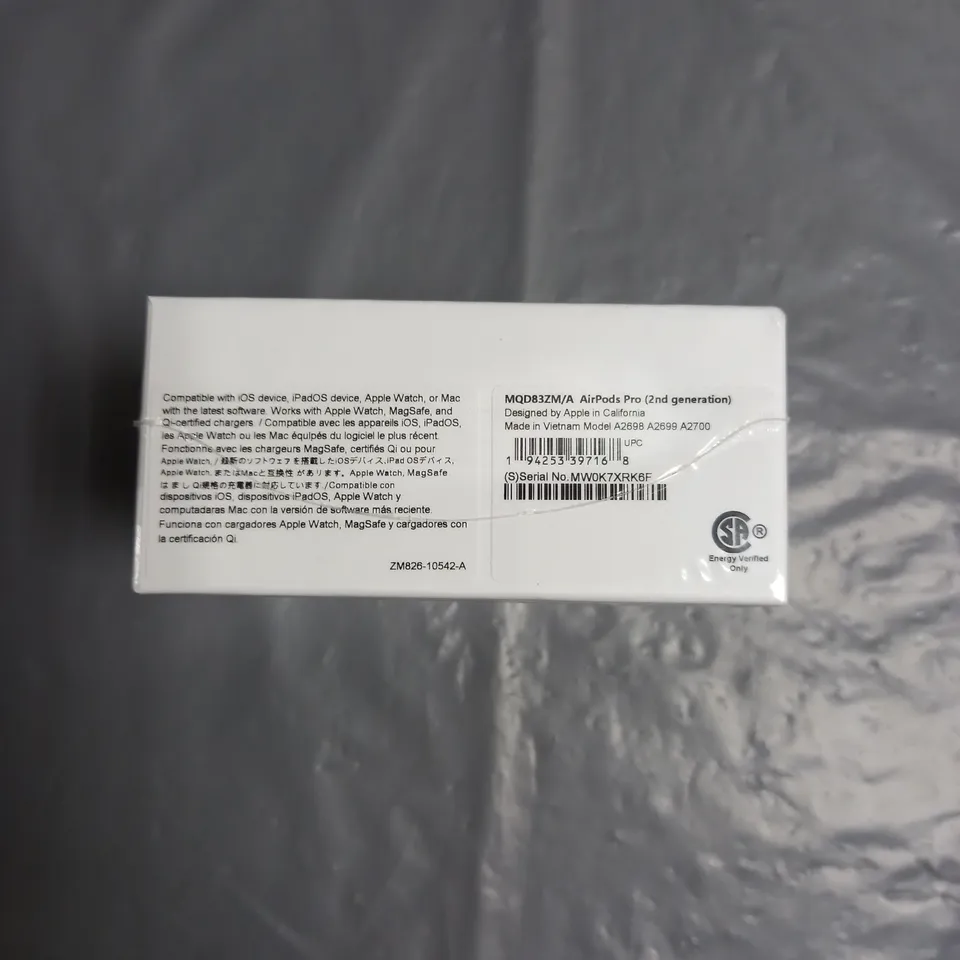 Compatible with iOS device, iPadOS device, Apple Watch, or Mac
with the latest software. Works with Apple Watch, MagSafe, and
Qi-certified chargers / Compatible avec les appareils iOS, iPadOS,
les Apple Watch ou les Mac équipés du logiciel le plus récent.
Fonctionne avec les chargeurs MagSafe, certifiés Qi ou pour
Apple Watch. / 最新のソフトウェアを搭載したiOSデバイス,iPad OSデバイス,
Apple Watch, またはMacと互換性 があります。Apple Watch, MagSafe
は ま し Qi規格の充電器に対応しています./Compatible con
dispositivos iOS, dispositivos iPadOS, Apple Watch y
computadoras Mac con la versión de software más reciente.
Funciona con cargadores Apple Watch, MagSafe y cargadores con
la certificación Qi.
ZM826-10542-A
MQD83ZM/A AirPods Pro (2nd generation)
Designed by Apple in California
Made in Vietnam Model A2698 A2699 A2700
UPC
1 94253 39716 8
(S)Serial No.MW0K7XRK6F
SA ®
Energy Verified
Only